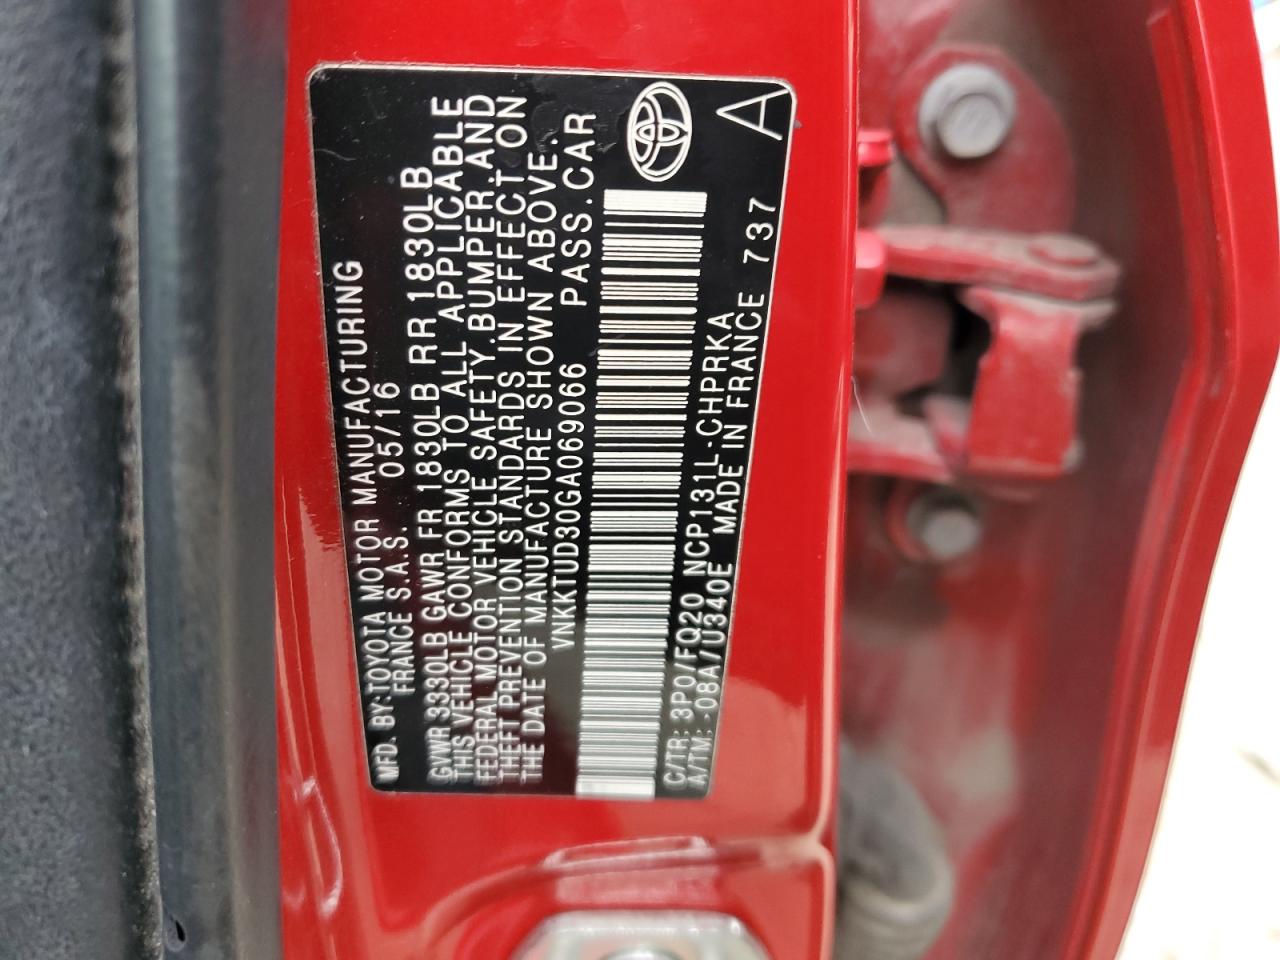 MFD. BY: TOYOTA MOTOR MANUFACTURING
FRANCE S.A.S. 05/16
GVWR 3330LB GAWR FR 1830LB RR 1830LB
THIS VEHICLE CONFORMS TO ALL APPLICABLE
FEDERAL MOTOR VEHICLE SAFETY, BUMPER, AND
THEFT PREVENTION STANDARDS IN EFFECT ON
THE DATE OF MANUFACTURE SHOWN ABOVE.
VNKKTUD30GA069066 PASS.CAR
C/TR: 3P0/FQ20 NCP131L-CHPRKA
A/TM: -08A/U340E MADE IN FRANCE 737 A